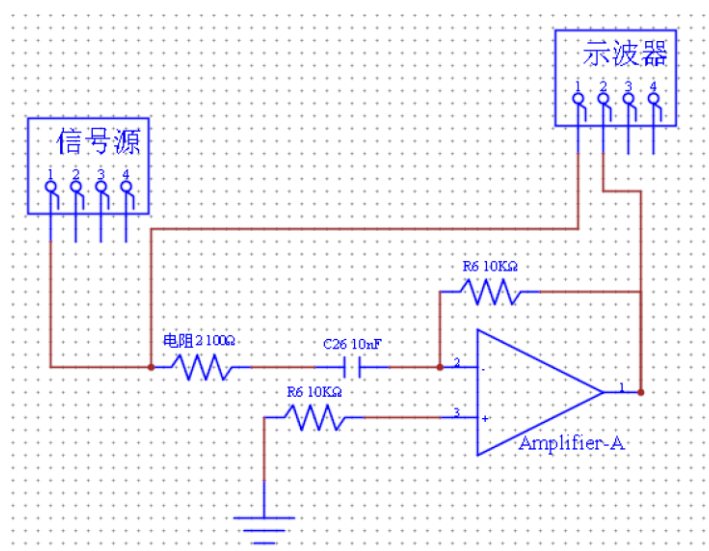 示波器
1 2 3 4
信号源
1 2 3 4
R6 10KΩ
电阻2 100Ω
C26 10nF
2
-
1
R6 10KΩ
3
+
Amplifier-A